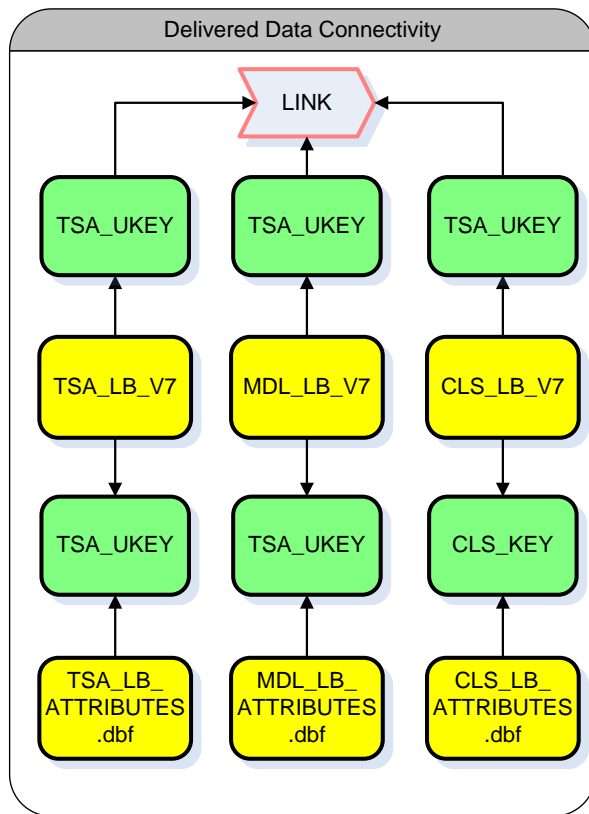 Delivered Data Connectivity
LINK
TSA_UKEY
TSA_UKEY
TSA_UKEY
TSA_LB_V7
MDL_LB_V7
CLS_LB_V7
TSA_UKEY
TSA_UKEY
CLS_KEY
TSA_LB_
ATTRIBUTES
.dbf
MDL_LB_
ATTRIBUTES
.dbf
CLS_LB_
ATTRIBUTES
.dbf